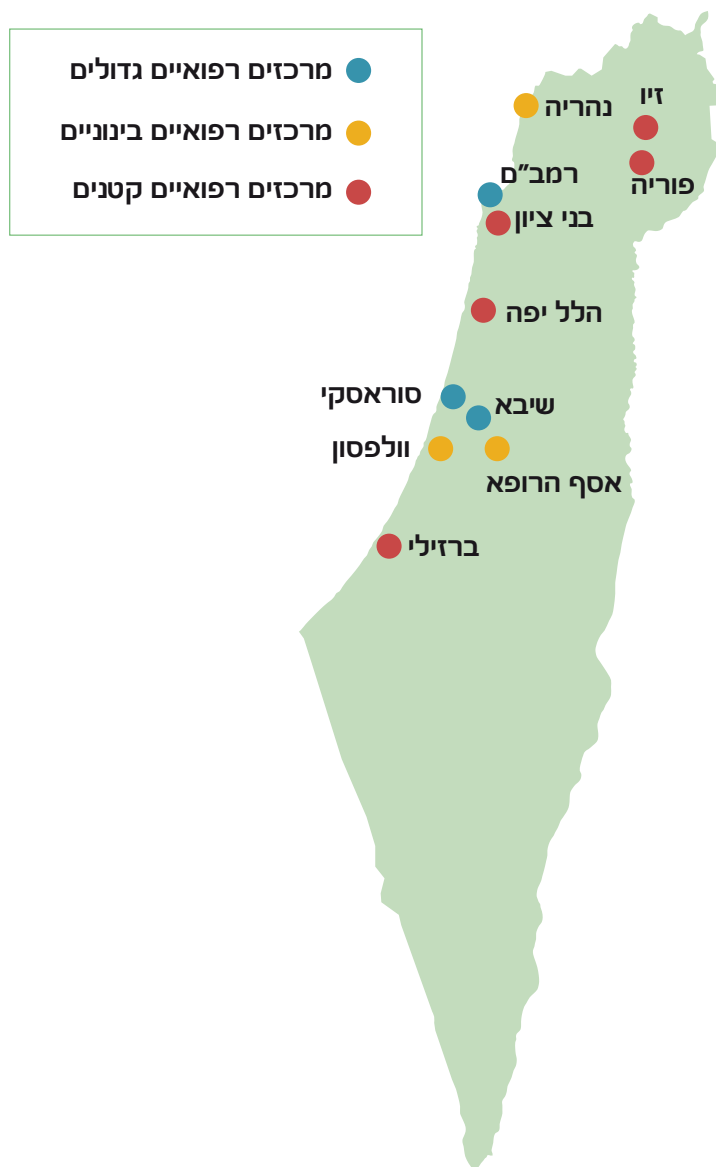 מרכזים רפואיים גדולים
מרכזים רפואיים בינוניים
מרכזים רפואיים קטנים
זיו
נהריה
פוריה
רמב"ם
בני ציון
הלל יפה
סוראסקי
שיבא
וולפסון
אסף הרופא
ברזילי